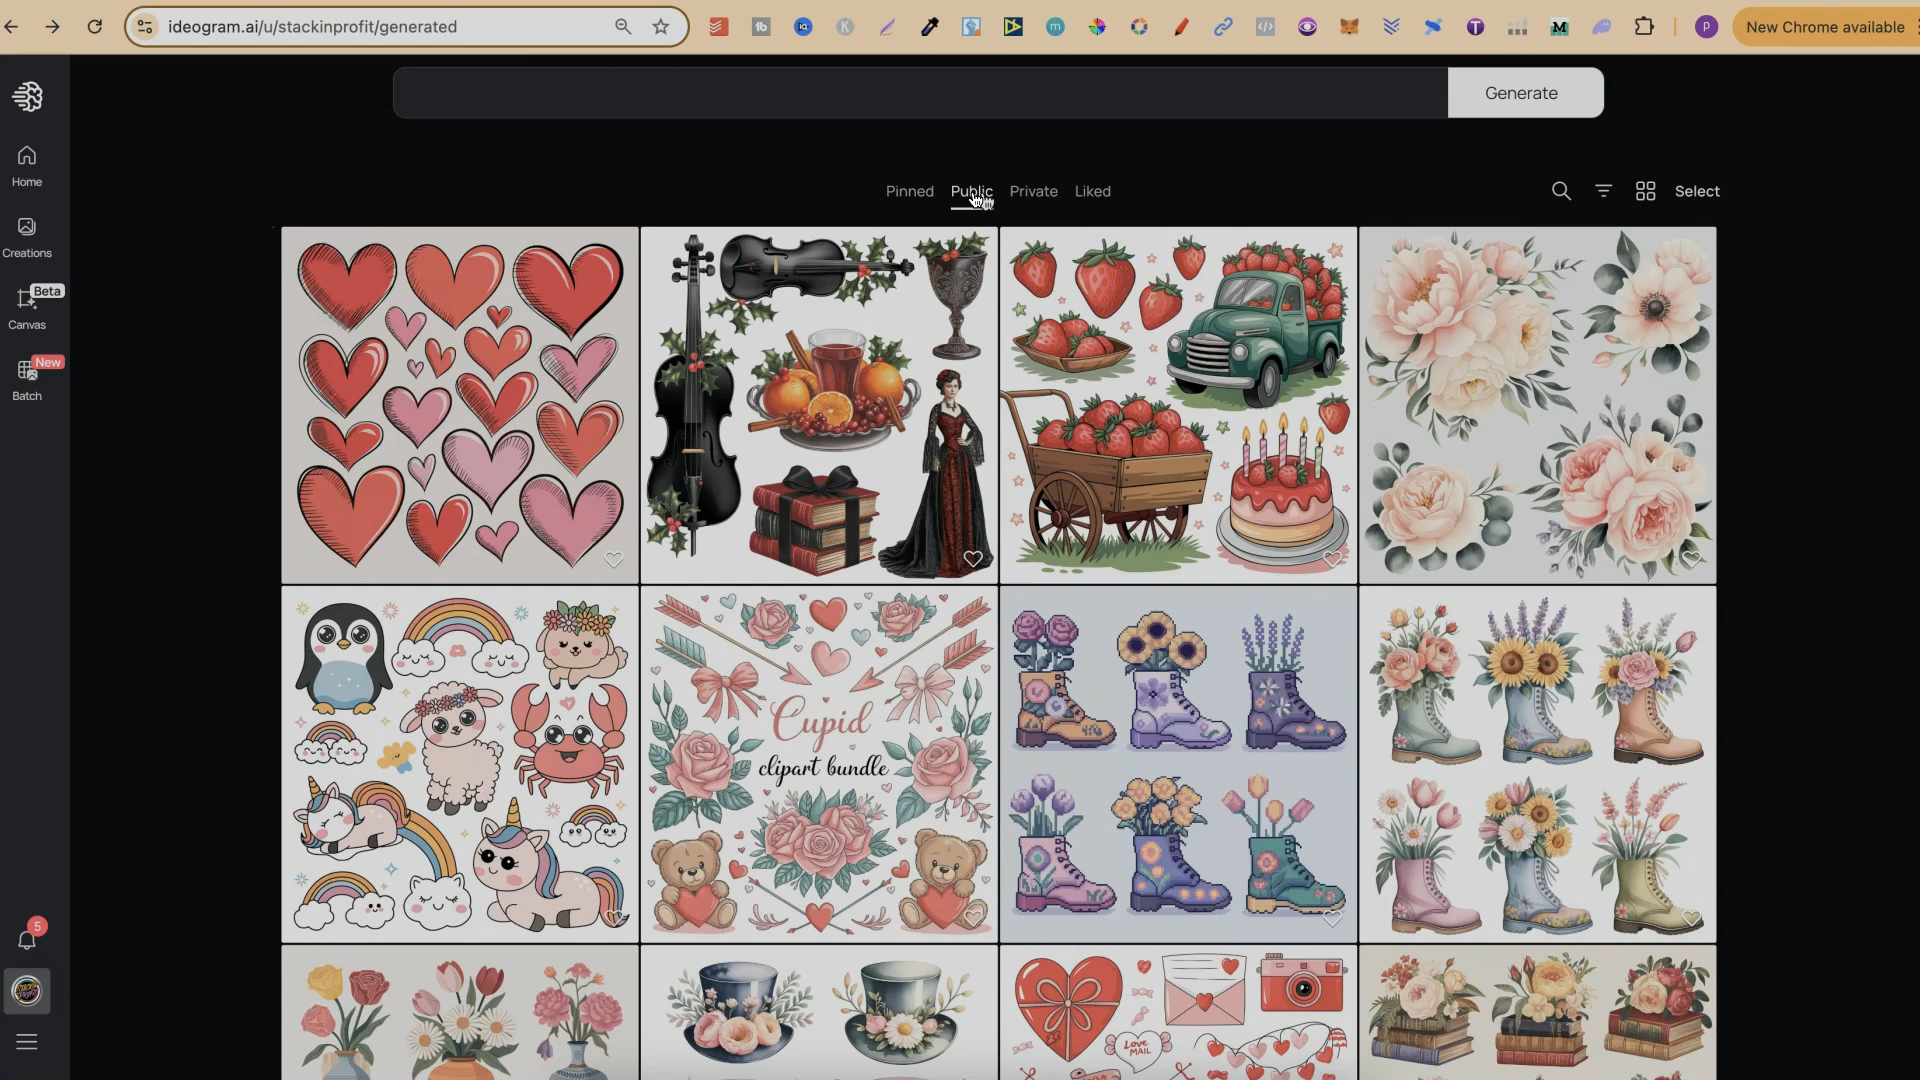 ideogram.ai/u/stackinprofit/generated
New Chrome available
Generate
Home
Creations
Beta
Canvas
New
Batch
5
Pinned Public Private Liked
Select
Cupid
clipart bundle
Love
MAIL